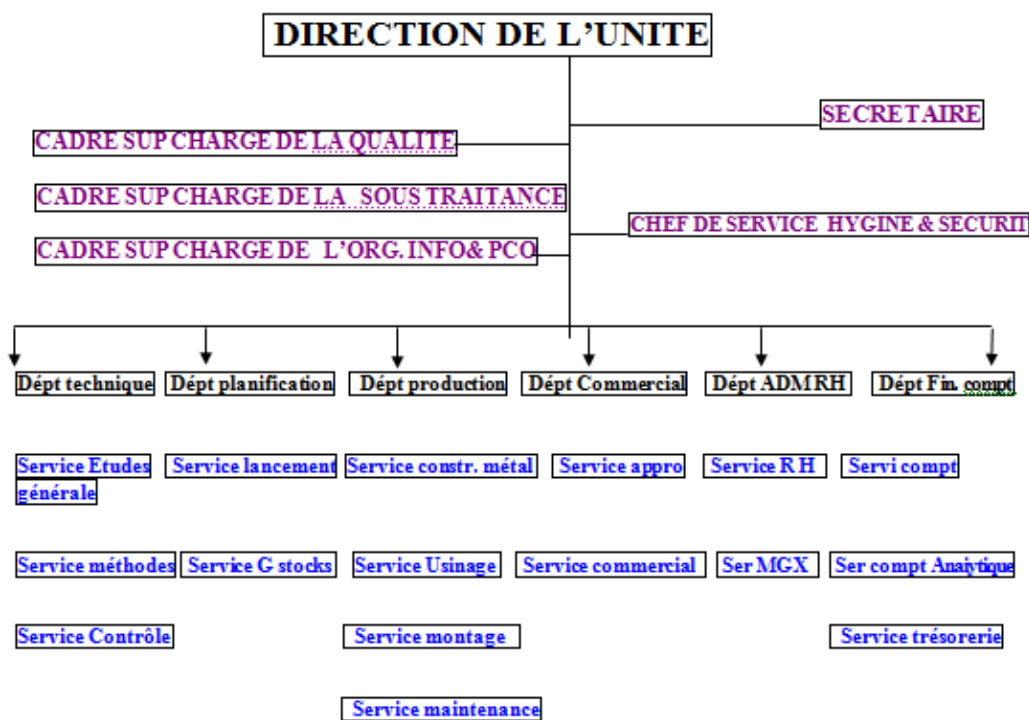 DIRECTION DE L'UNITE
SECRETAIRE
CADRE SUP CHARGE DE LA QUALITE
CADRE SUP CHARGE DE LA SOUS TRAITANCE
CHEF DE SERVICE HYGINE & SECURIT
CADRE SUP CHARGE DE L'ORG. INFO& PCO
Dépt technique Dépt planification Dépt production Dépt Commercial Dépt ADM RH Dépt Fin. compt
Service Etudes Service lancement Service constr. métal Service appro Service R H Servi compt
générale
Service méthodes Service G stocks Service Usinage Service commercial Ser MGX Ser compt Anaiytique
Service Contrôle Service montage Service trésorerie
Service maintenance